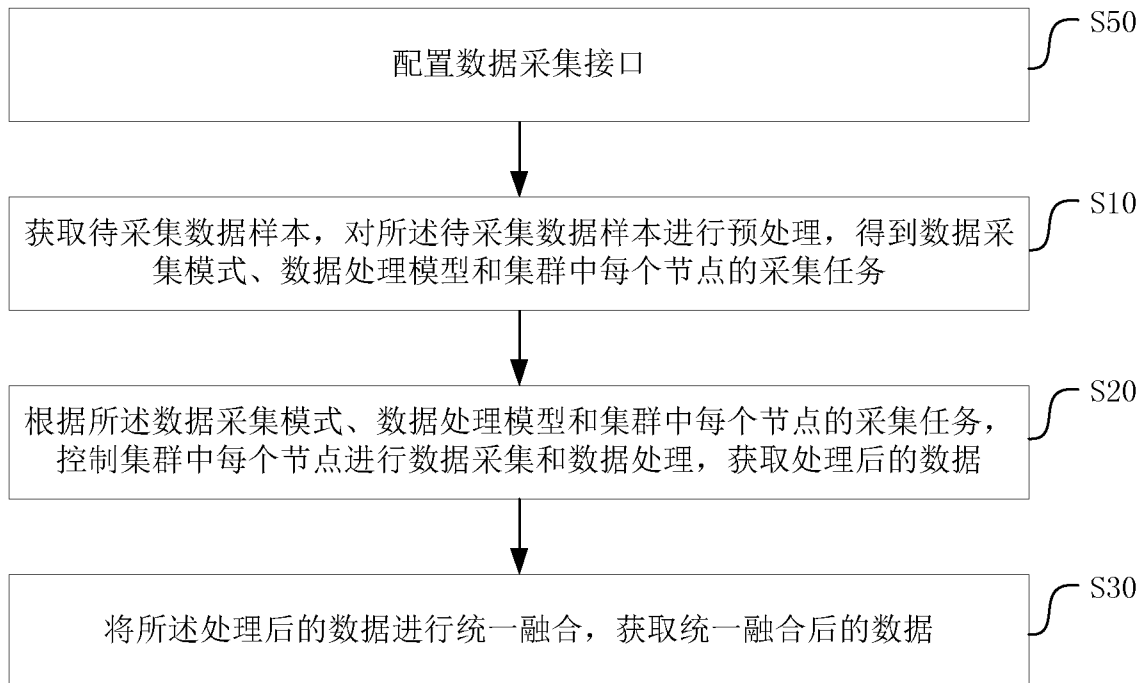 S50
配置数据采集接口
S10
获取待采集数据样本，对所述待采集数据样本进行预处理，得到数据采
集模式、数据处理模型和集群中每个节点的采集任务
S20
根据所述数据采集模式、数据处理模型和集群中每个节点的采集任务，
控制集群中每个节点进行数据采集和数据处理，获取处理后的数据
S30
将所述处理后的数据进行统一融合，获取统一融合后的数据